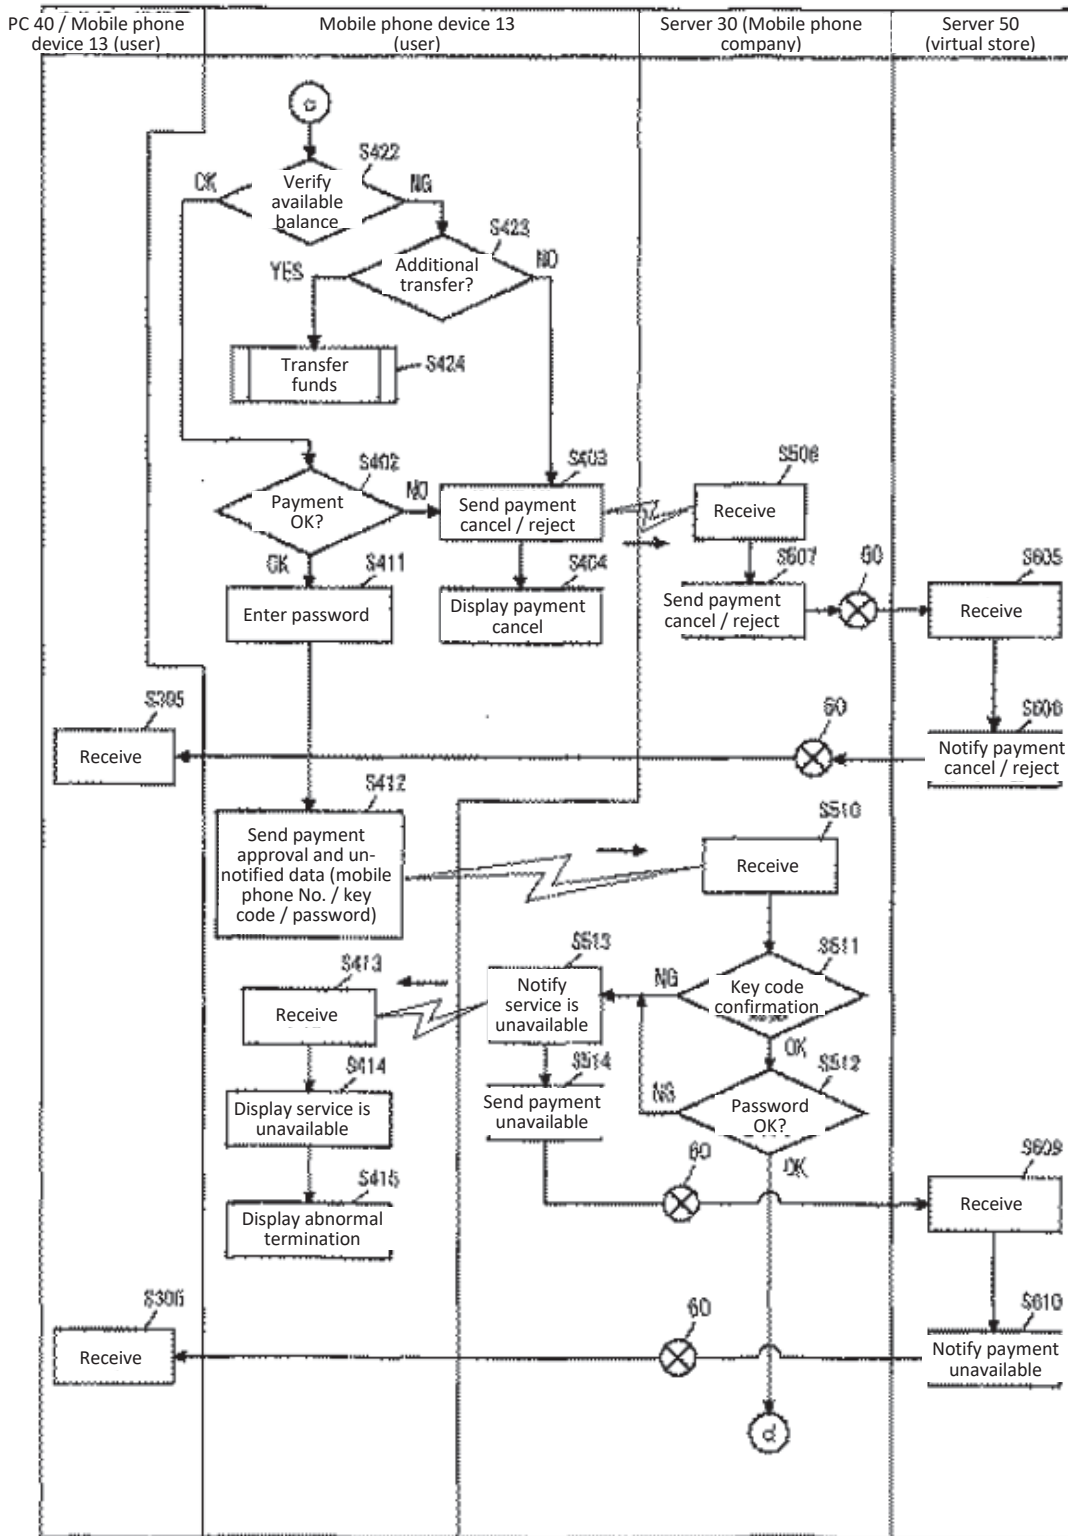 PC 40 / Mobile phone
device 13 (user)
Mobile phone device 13
(user)
Server 30 (Mobile phone
company)
Server 50
(virtual store)
c
S422
OK
Verify
available
balance
NG
S423
YES
Additional
transfer?
NO
Transfer
funds
S424
S402
Payment
OK?
NO
S403
Send payment
cancel / reject
S506
Receive
OK
S411
Enter password
S404
Display payment
cancel
S507
Send payment
cancel / reject
60
S605
Receive
S305
Receive
60
S606
Notify payment
cancel / reject
S412
Send payment
approval and un-
notified data (mobile
phone No. / key
code / password)
S510
Receive
S413
Receive
S513
Notify
service is
unavailable
NG
S511
Key code
confirmation
OK
S414
Display service is
unavailable
S514
Send payment
unavailable
NG
S512
Password
OK?
OK
S415
Display abnormal
termination
60
S609
Receive
S306
Receive
60
S610
Notify payment
unavailable
d